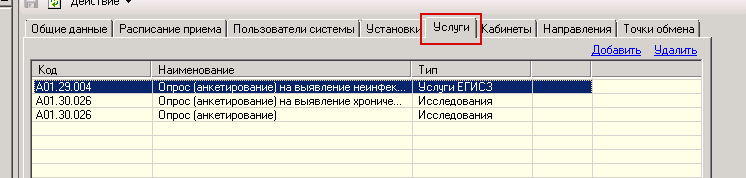 Действие
Общие данные Расписание приема Пользователи системы Установки Услуги Кабинеты Направления Точки обмена
Добавить Удалить
Код Наименование Тип
A01.29.004 Опрос (анкетирование) на выявление неинфек... Услуги ЕГИСЗ
A01.30.026 Опрос (анкетирование) на выявление хрониче... Исследования
A01.30.026 Опрос (анкетирование) Исследования